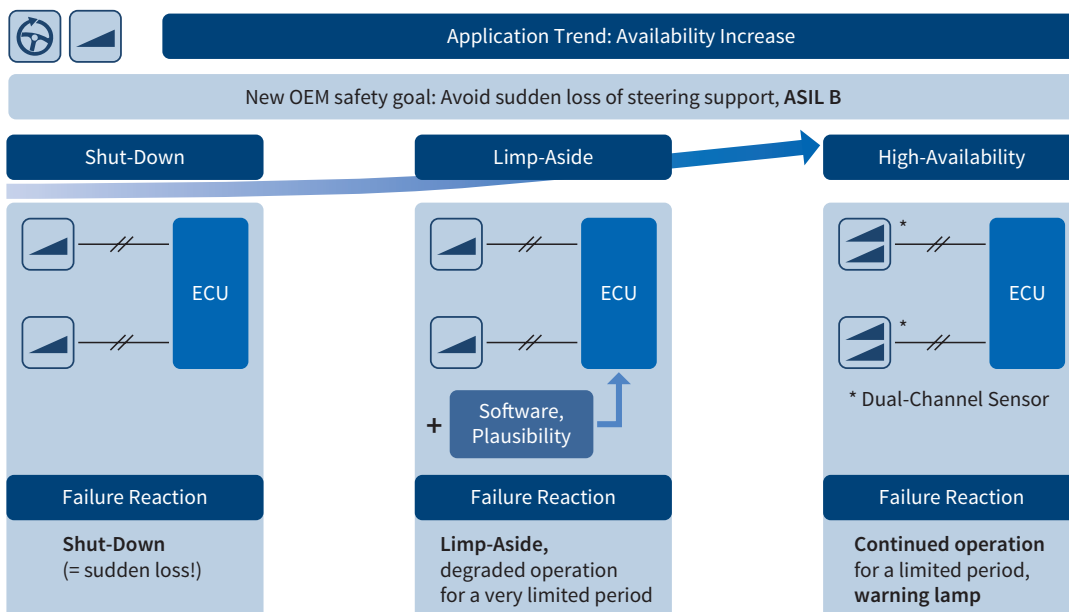 Application Trend: Availability Increase
New OEM safety goal: Avoid sudden loss of steering support, ASIL B
Shut-Down
Limp-Aside
High-Availability
ECU
ECU
*
*
ECU
* Dual-Channel Sensor
+
Software,
Plausibility
Failure Reaction
Failure Reaction
Failure Reaction
Shut-Down
(= sudden loss!)
Limp-Aside,
degraded operation
for a very limited period
Continued operation
for a limited period,
warning lamp